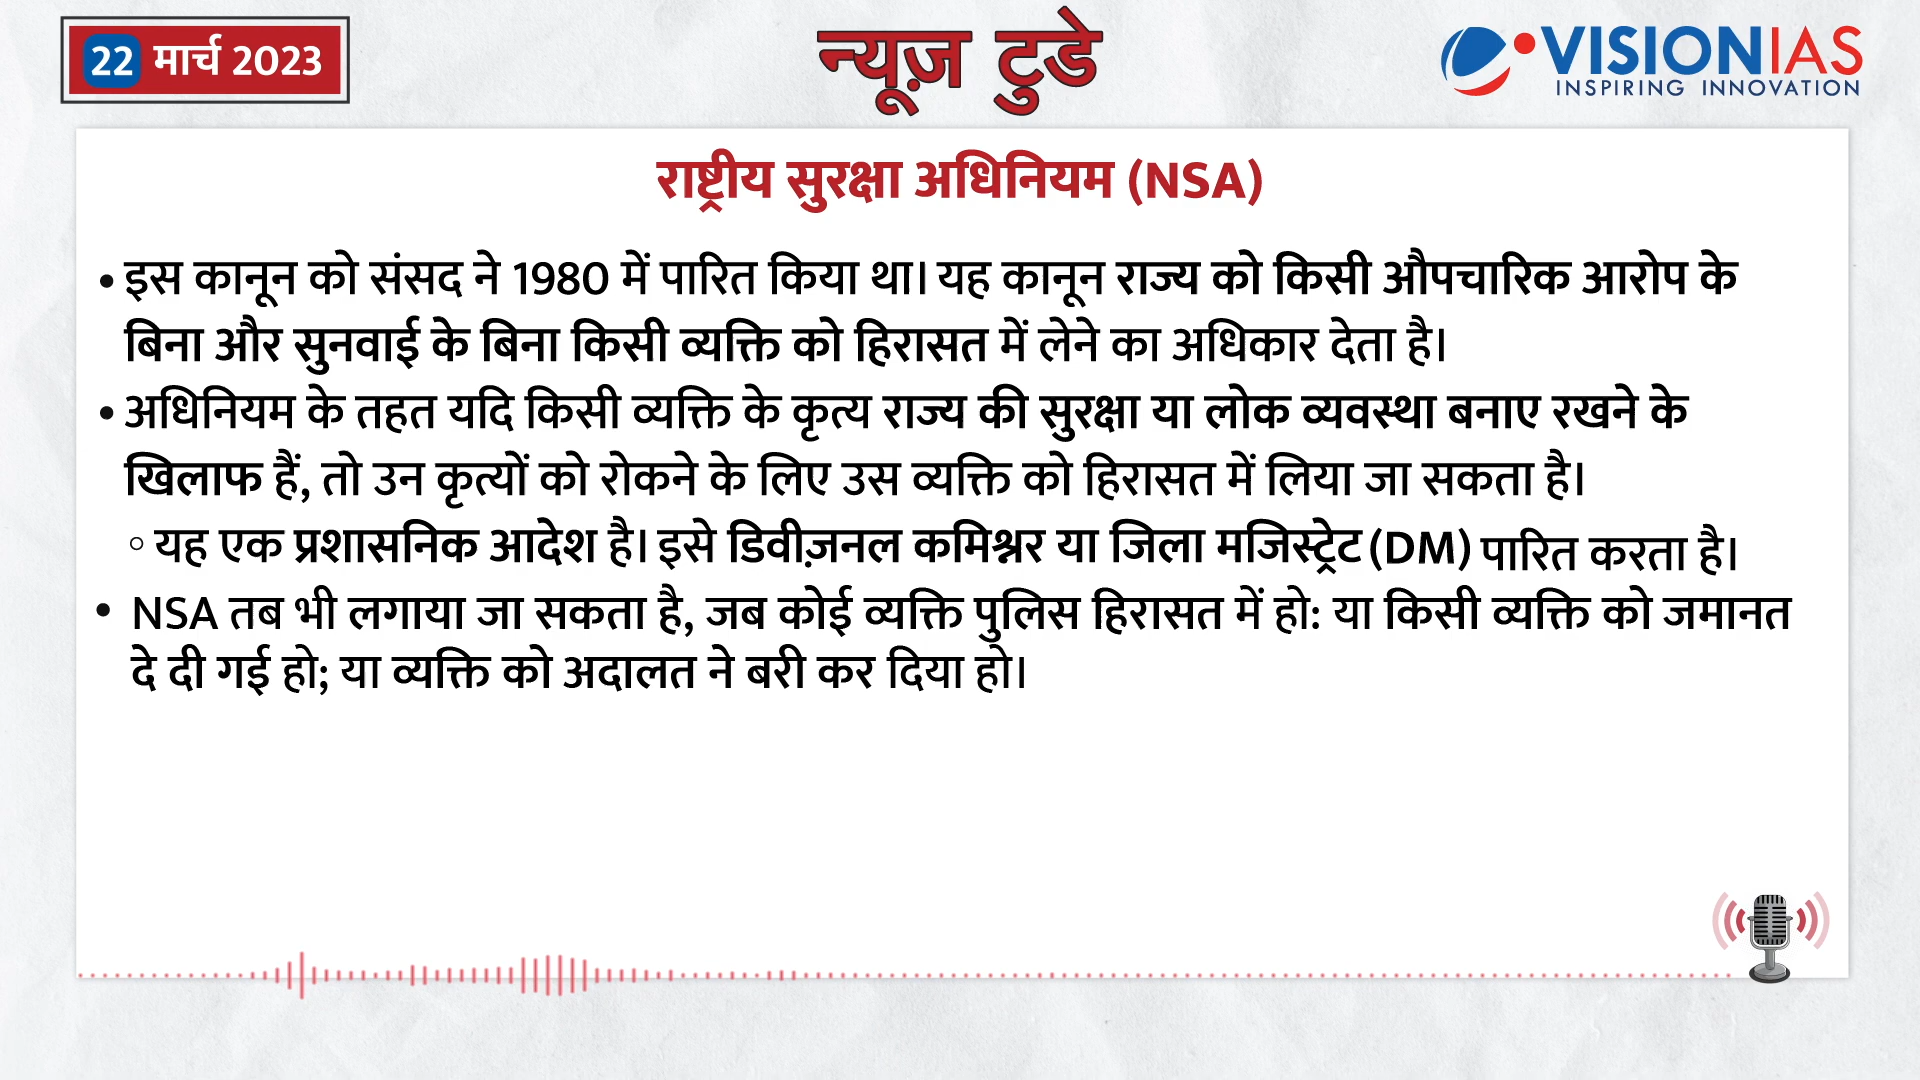 22 मार्च 2023
न्यूज़ टुडे
VISIONIAS
INSPIRING INNOVATION
राष्ट्रीय सुरक्षा अधिनियम (NSA)
• इस कानून को संसद ने 1980 में पारित किया था। यह कानून राज्य को किसी औपचारिक आरोप के
बिना और सुनवाई के बिना किसी व्यक्ति को हिरासत में लेने का अधिकार देता है।
• अधिनियम के तहत यदि किसी व्यक्ति के कृत्य राज्य की सुरक्षा या लोक व्यवस्था बनाए रखने के
खिलाफ हैं, तो उन कृत्यों को रोकने के लिए उस व्यक्ति को हिरासत में लिया जा सकता है।
◦ यह एक प्रशासनिक आदेश है। इसे डिवीज़नल कमिश्नर या जिला मजिस्ट्रेट (DM) पारित करता है।
• NSA तब भी लगाया जा सकता है, जब कोई व्यक्ति पुलिस हिरासत में हो: या किसी व्यक्ति को जमानत
दे दी गई हो; या व्यक्ति को अदालत ने बरी कर दिया हो।